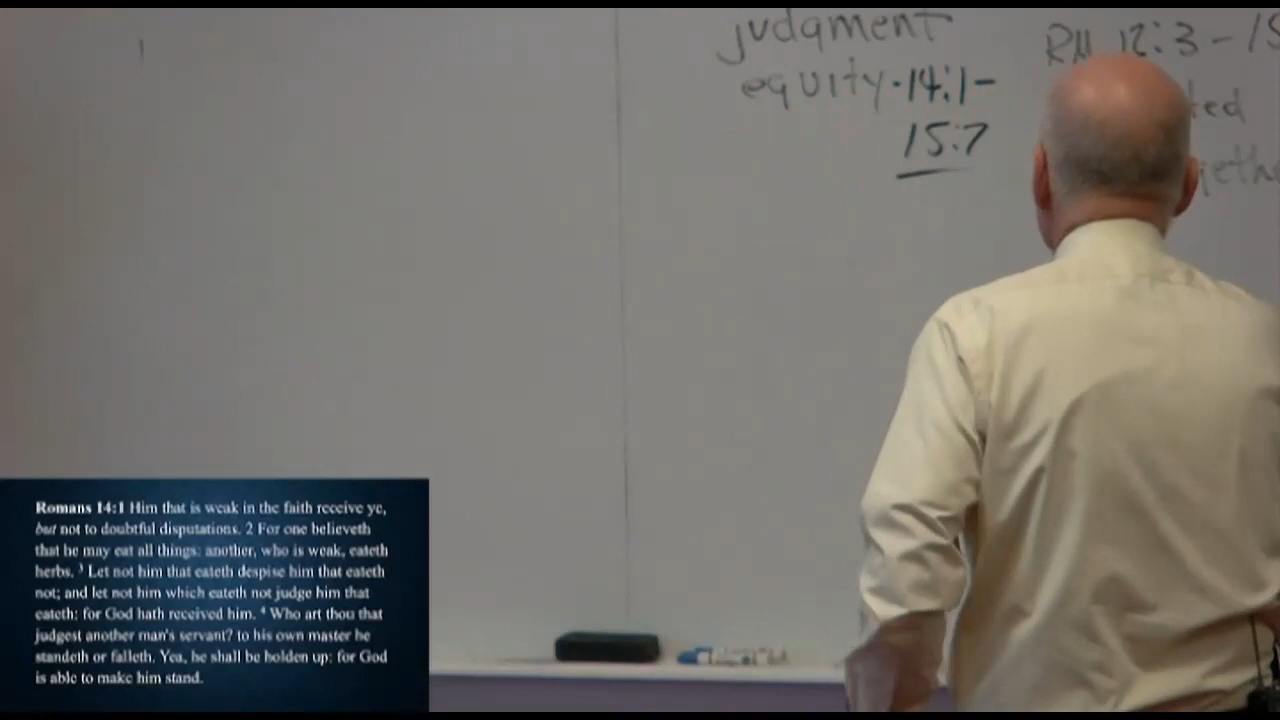 judgment
equity · 14:1-
15:7
RM 12:3-15
Romans 14:1 Him that is weak in the faith receive ye,
but not to doubtful disputations. 2 For one believeth
that he may eat all things: another, who is weak, eateth
herbs. 3 Let not him that eateth despise him that eateth
not; and let not him which eateth not judge him that
eateth: for God hath received him. 4 Who art thou that
judgest another man's servant? to his own master he
standeth or falleth. Yea, he shall be holden up: for God
is able to make him stand.